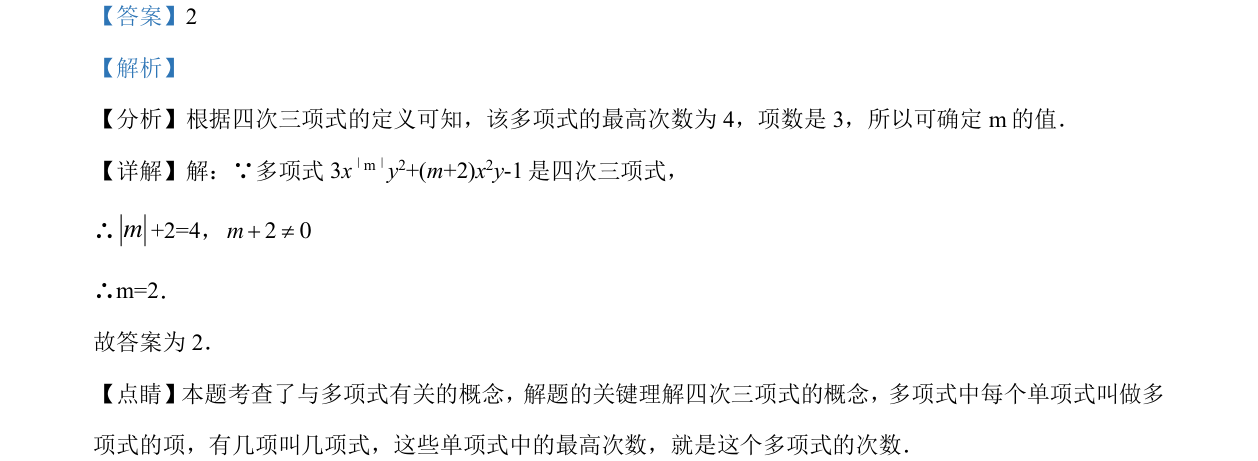 【答案】2
【解析】
【分析】根据四次三项式的定义可知，该多项式的最高次数为 4，项数是 3，所以可确定 m 的值．
【详解】解：∵多项式 3x^|m|y²+(m+2)x²y-1 是四次三项式，
∴|m|+2=4，m+2≠0
∴m=2．
故答案为 2．
【点睛】本题考查了与多项式有关的概念，解题的关键理解四次三项式的概念，多项式中每个单项式叫做多
项式的项，有几项叫几项式，这些单项式中的最高次数，就是这个多项式的次数．